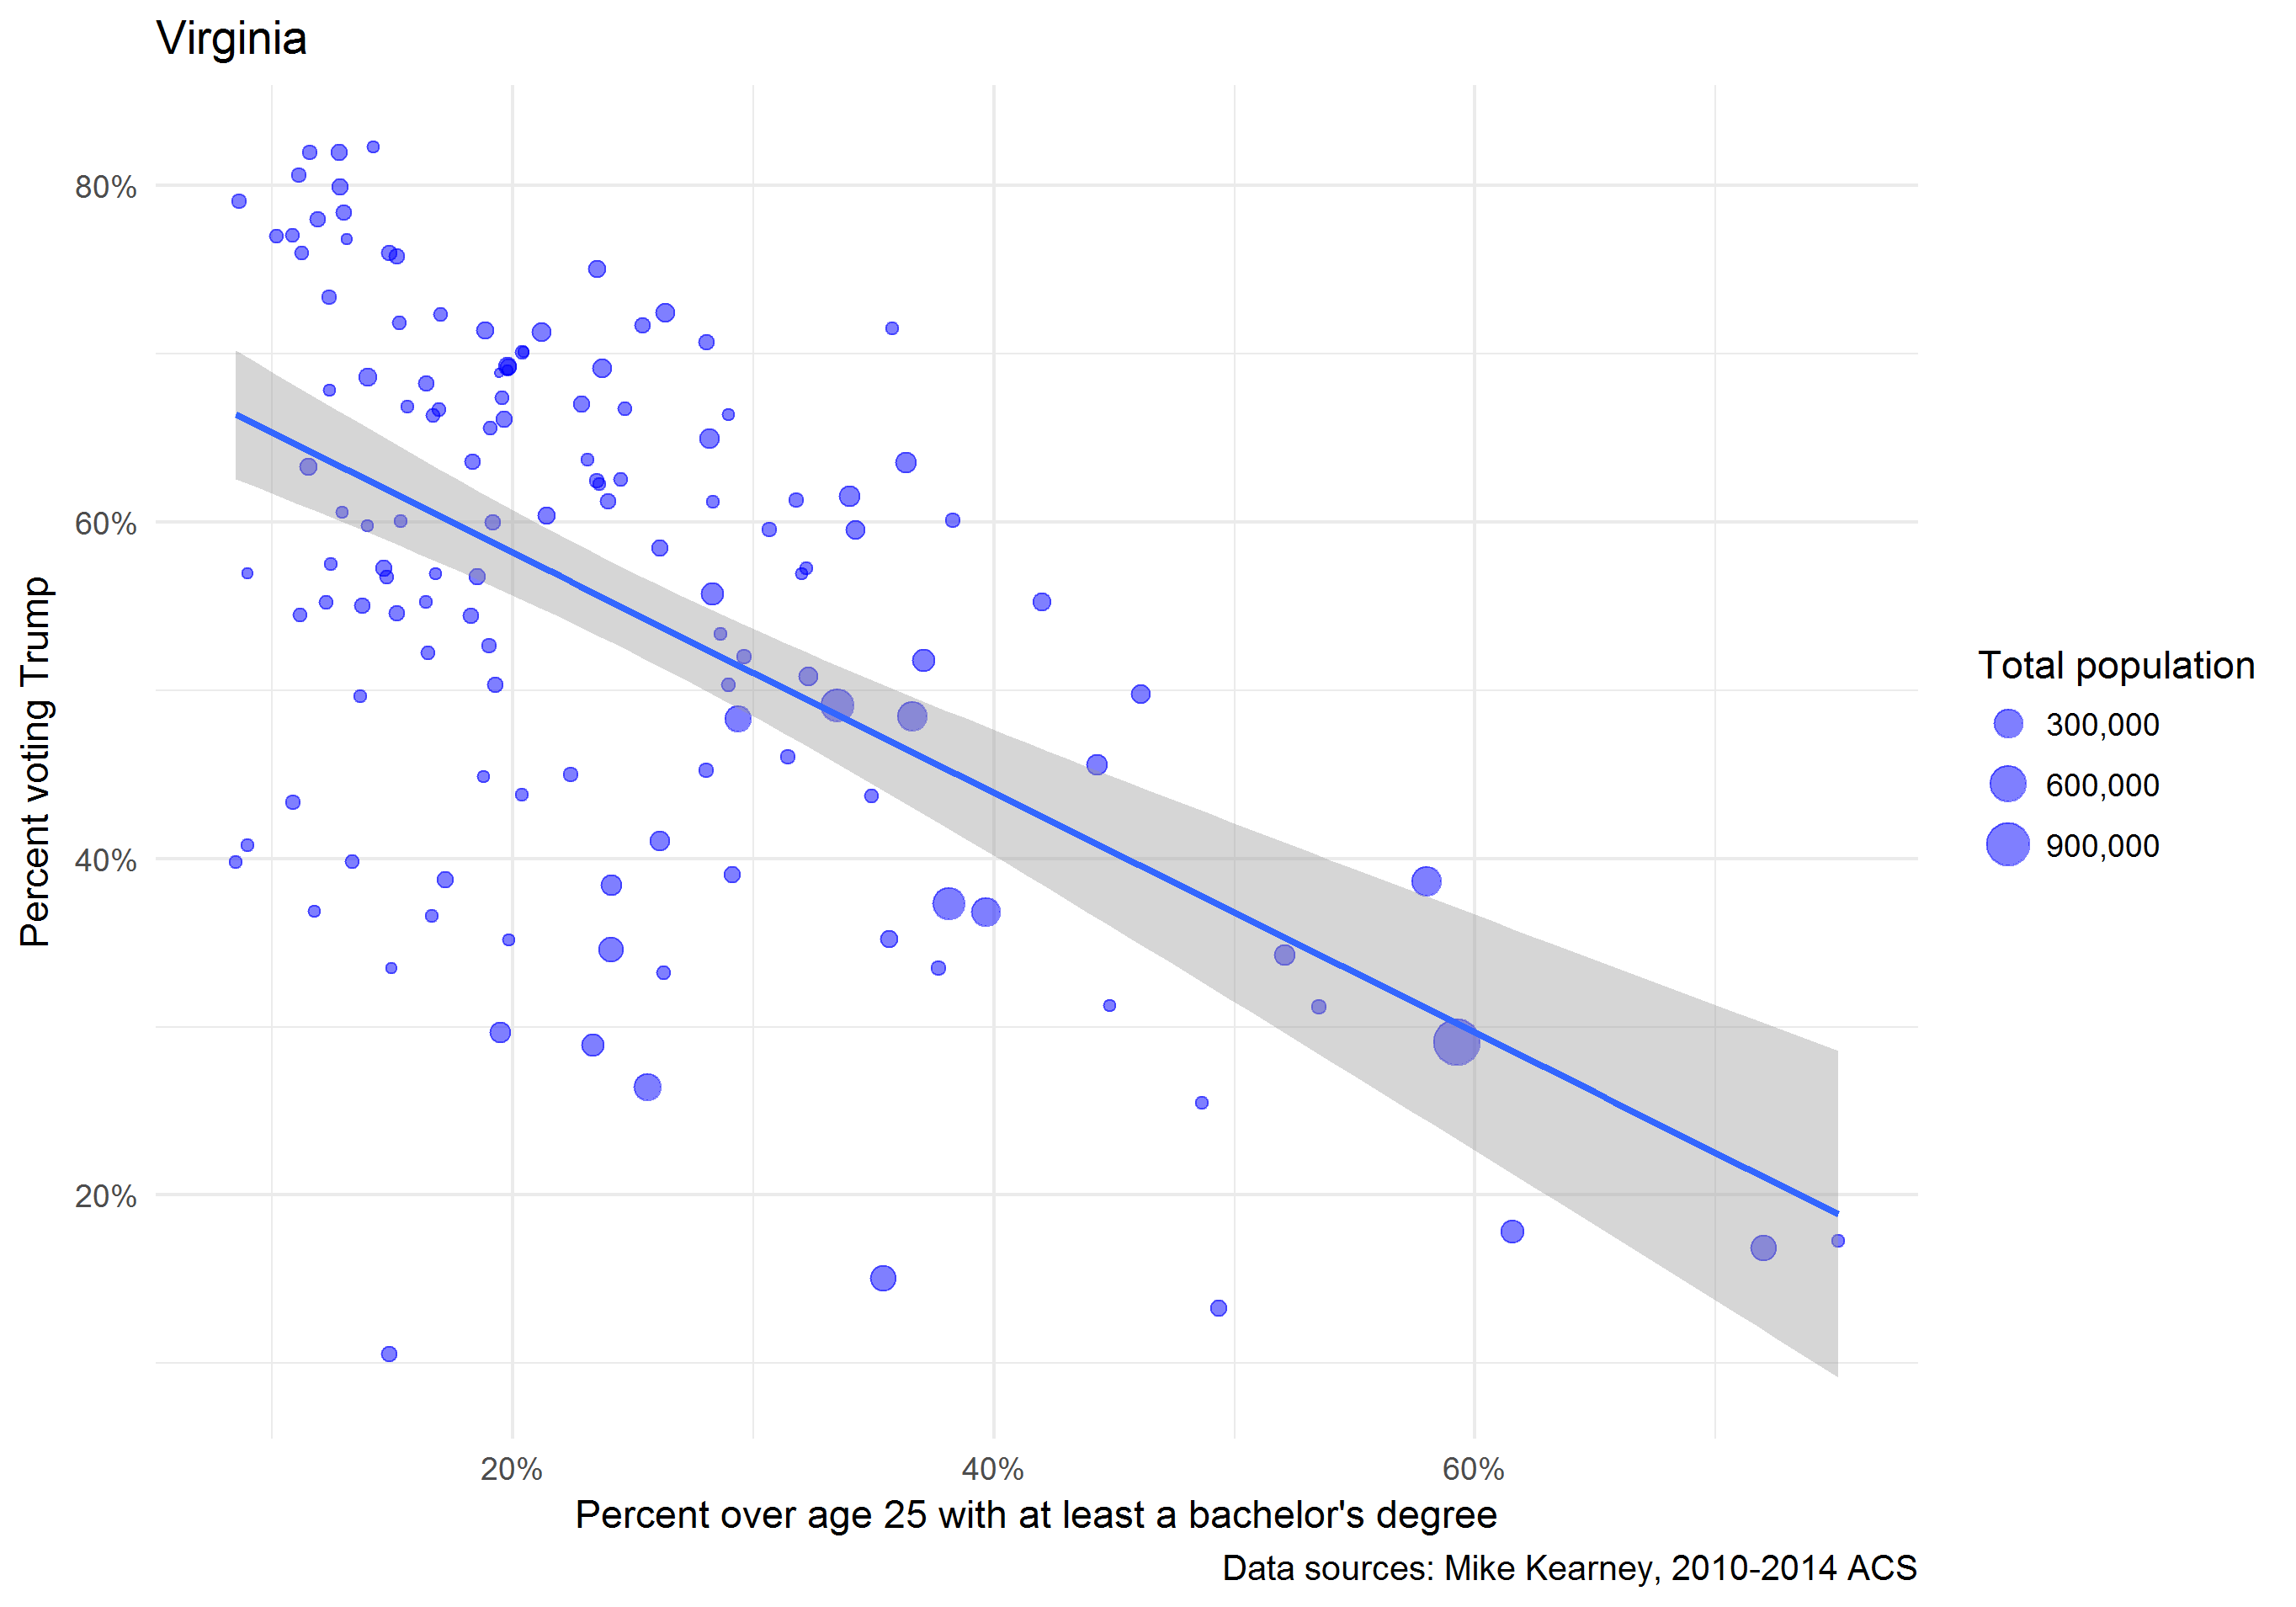 Virginia
80%
60%
40%
20%
Percent voting Trump
20%
40%
60%
Percent over age 25 with at least a bachelor's degree
Total population
300,000
600,000
900,000
Data sources: Mike Kearney, 2010-2014 ACS